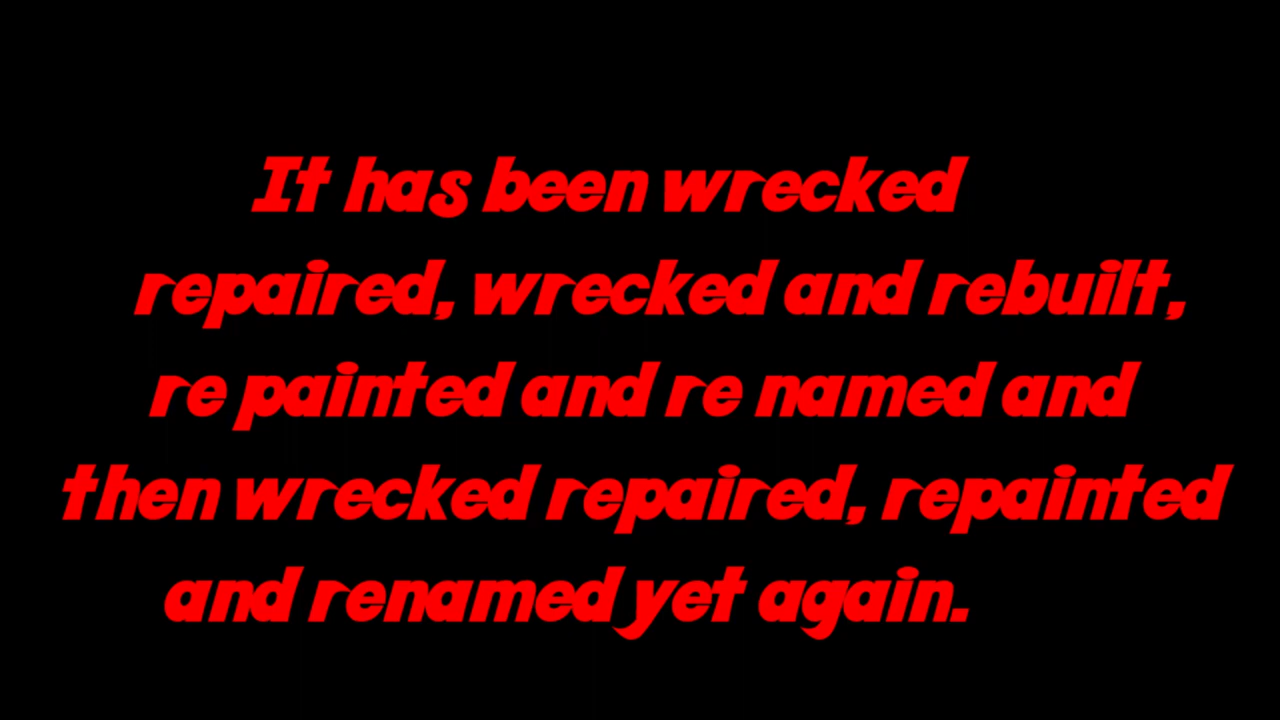 It has been wrecked
repaired, wrecked and rebuilt,
re painted and re named and
then wrecked repaired, repainted
and renamed yet again.